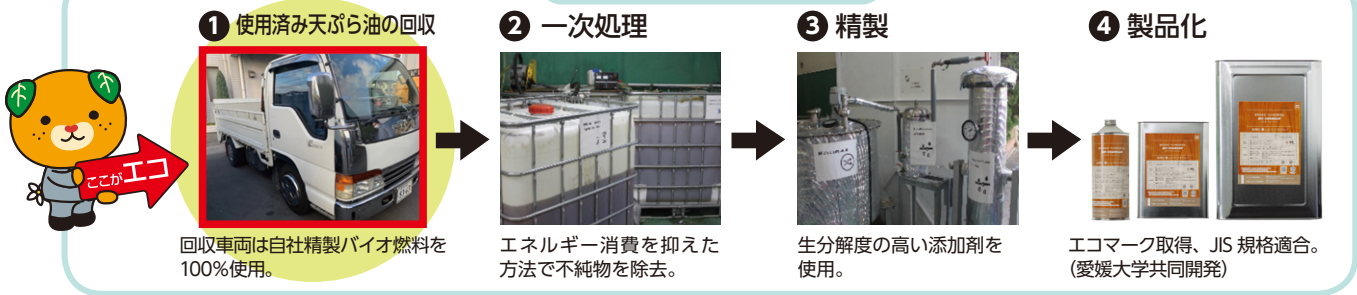 ❶ 使用済み天ぷら油の回収
❷ 一次処理
❸ 精製
❹ 製品化
ここがエコ
回収車両は自社精製バイオ燃料を
100%使用。
エネルギー消費を抑えた
方法で不純物を除去。
生分解度の高い添加剤を
使用。
エコマーク取得、JIS 規格適合。
（愛媛大学共同開発）